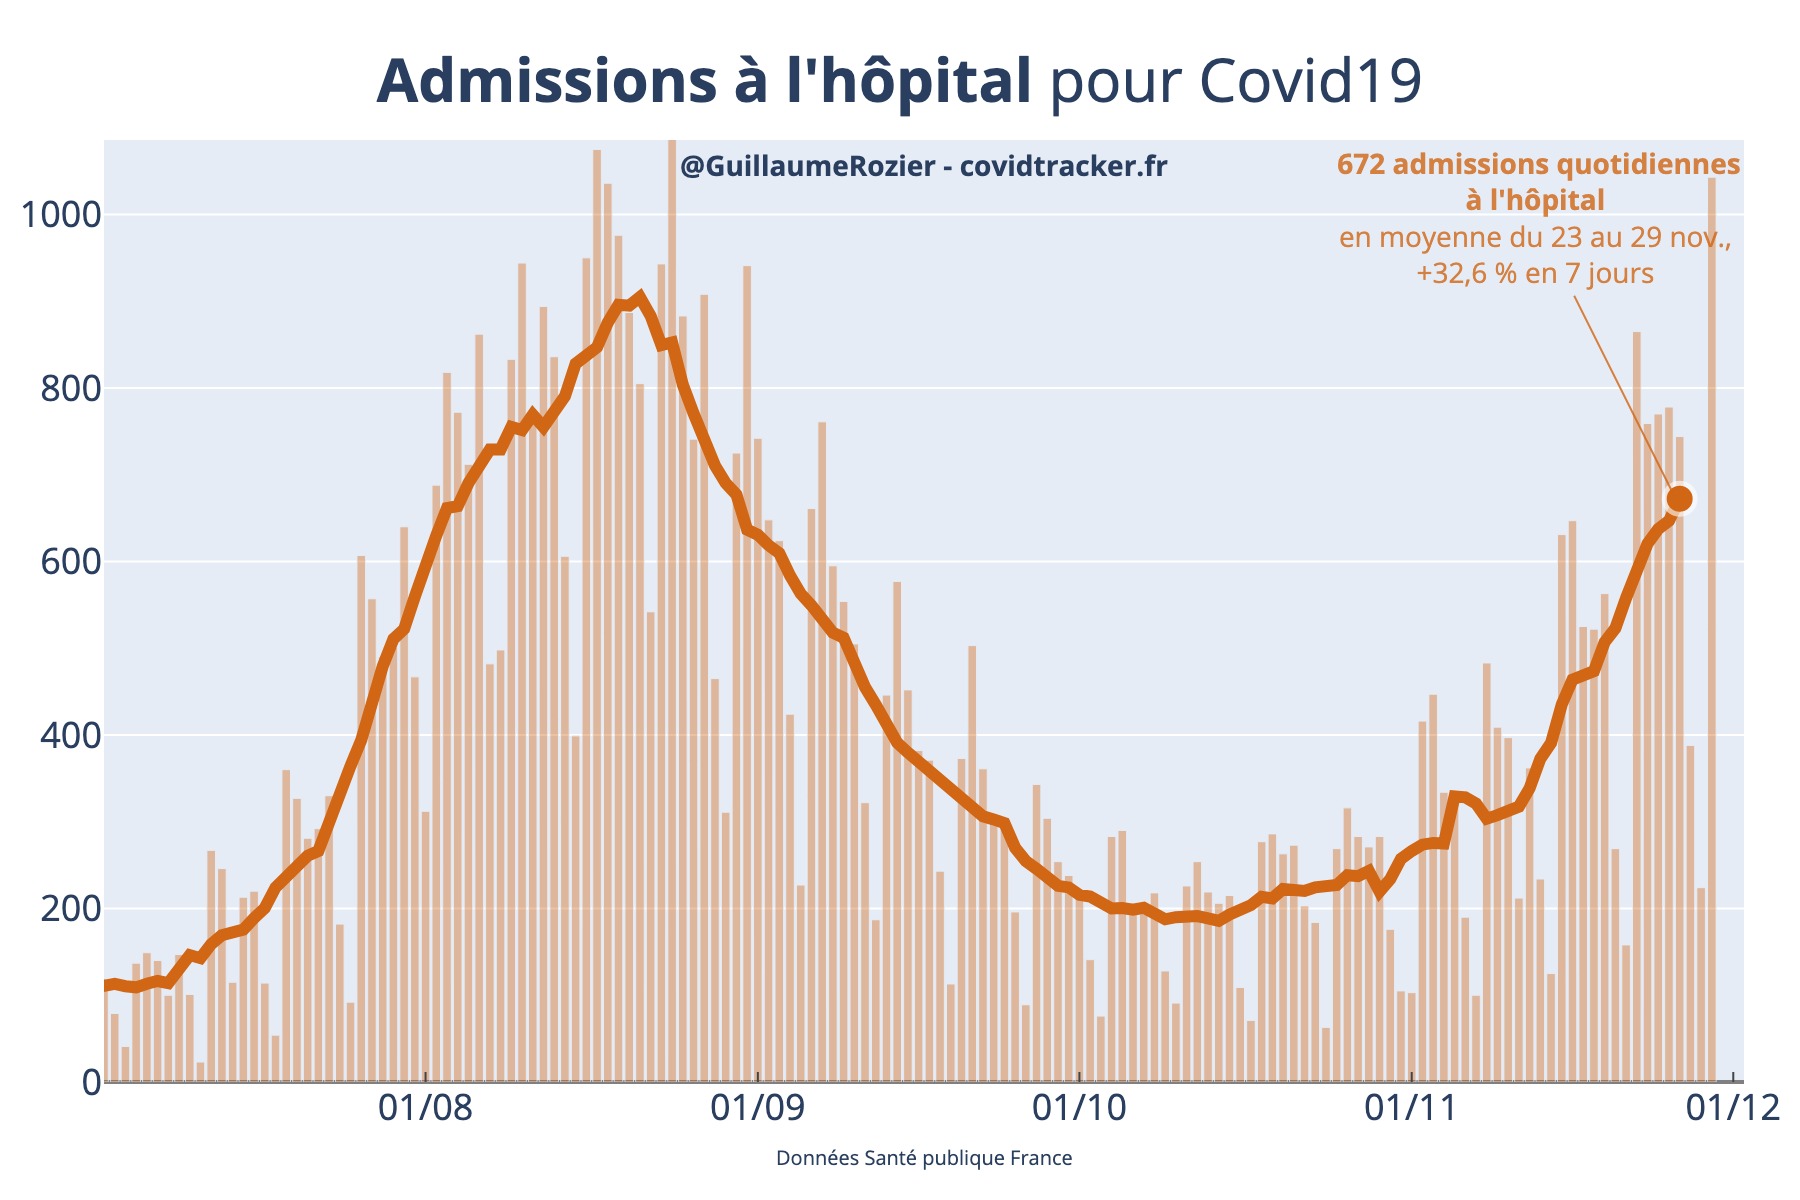 Admissions à l'hôpital pour Covid19
@GuillaumeRozier - covidtracker.fr
672 admissions quotidiennes
à l'hôpital
en moyenne du 23 au 29 nov.,
+32,6 % en 7 jours
1000
800
600
400
200
0
01/08
01/09
01/10
01/11
01/12
Données Santé publique France